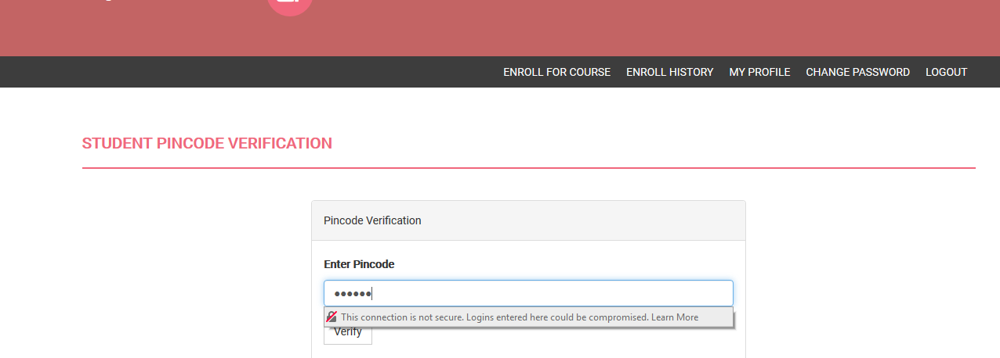 ENROLL FOR COURSE ENROLL HISTORY MY PROFILE CHANGE PASSWORD LOGOUT
STUDENT PINCODE VERIFICATION
Pincode Verification
Enter Pincode
••••••
This connection is not secure. Logins entered here could be compromised. Learn More
Verify